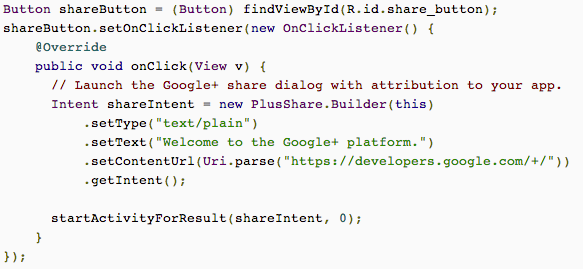 Button shareButton = (Button) findViewById(R.id.share_button);
shareButton.setOnClickListener(new OnClickListener() {
    @Override
    public void onClick(View v) {
      // Launch the Google+ share dialog with attribution to your app.
      Intent shareIntent = new PlusShare.Builder(this)
          .setType("text/plain")
          .setText("Welcome to the Google+ platform.")
          .setContentUrl(Uri.parse("https://developers.google.com/+/"))
          .getIntent();

      startActivityForResult(shareIntent, 0);
    }
});